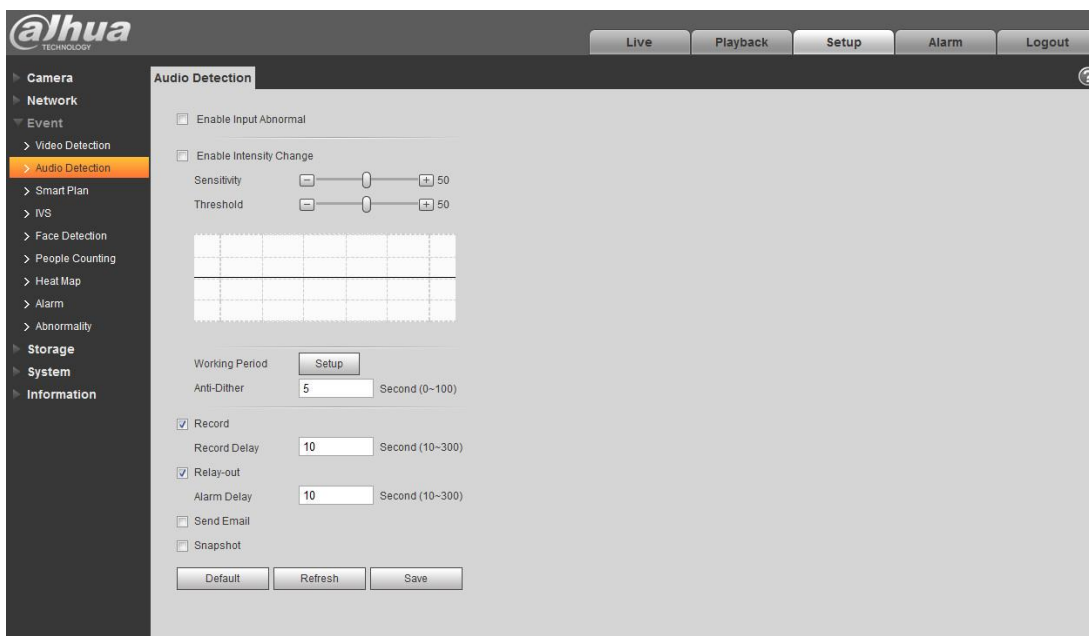 alhua
TECHNOLOGY
Live Playback Setup Alarm Logout
Camera
Network
Event
Video Detection
Audio Detection
Smart Plan
IVS
Face Detection
People Counting
Heat Map
Alarm
Abnormality
Storage
System
Information
Audio Detection
?
Enable Input Abnormal
Enable Intensity Change
Sensitivity 50
Threshold 50
Working Period Setup
Anti-Dither 5 Second (0~100)
Record
Record Delay 10 Second (10~300)
Relay-out
Alarm Delay 10 Second (10~300)
Send Email
Snapshot
Default Refresh Save